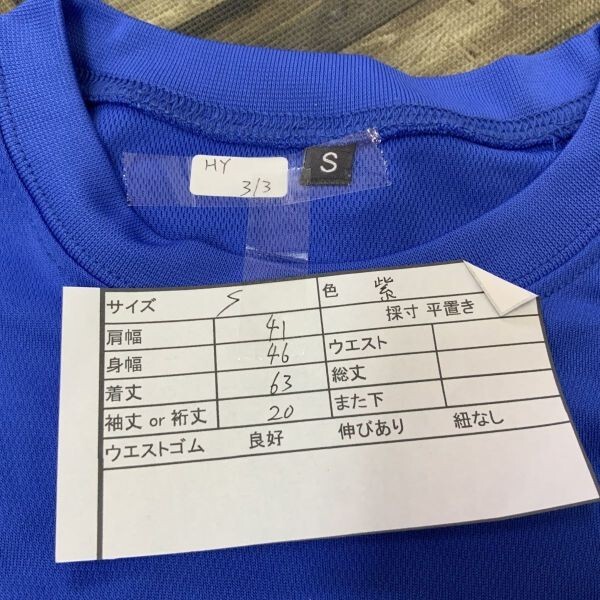 HY
3/3
S
サイズ S 色 紫
肩幅 41 採寸 平置き
身幅 46 ウエスト
着丈 63 総丈
袖丈 or 裄丈 20 また下
ウエストゴム 良好 伸びあり 紐なし